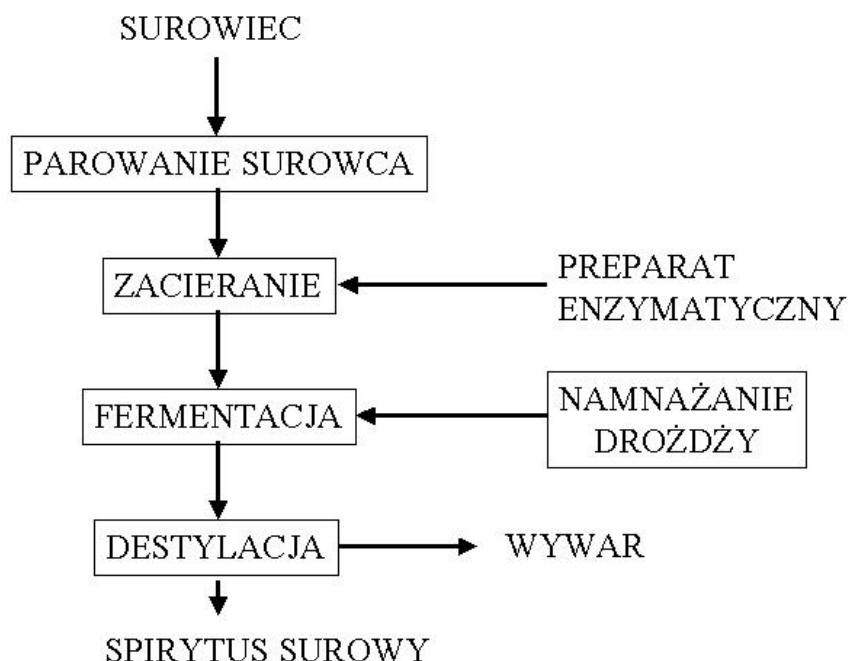 SUROWIEC
PAROWANIE SUROWCA
ZACIERANIE
PREPARAT
ENZYMATYCZNY
FERMENTACJA
NAMNAŻANIE
DROŻDŻY
DESTYLACJA
WYWAR
SPIRYTUS SUROWY